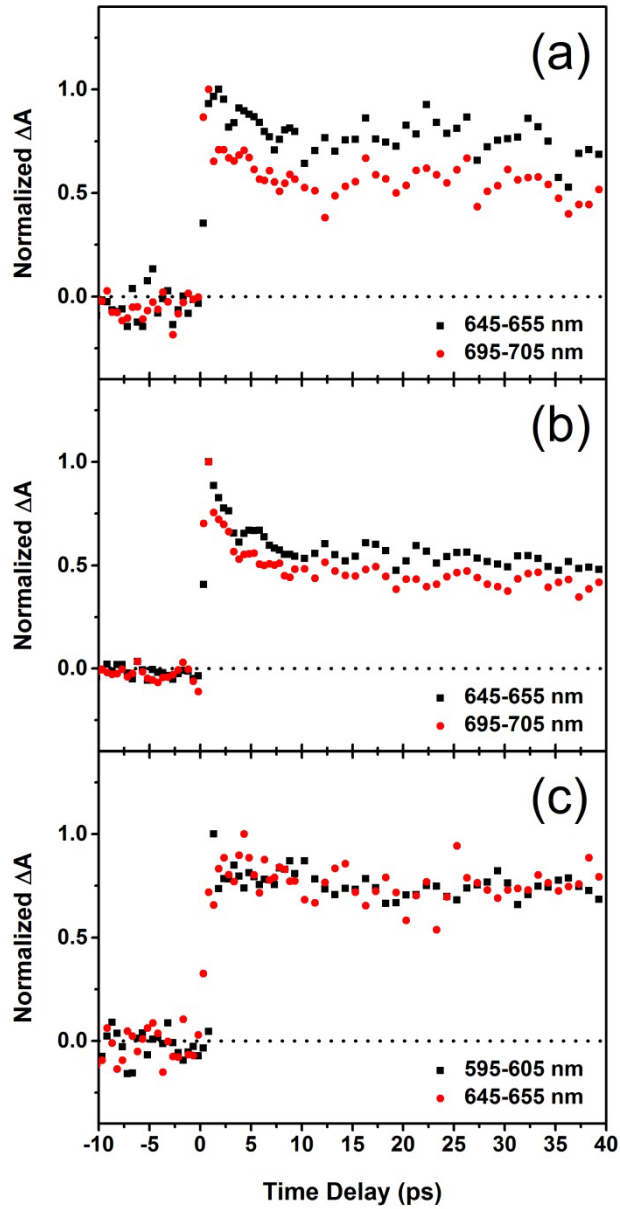 (a)
1.0
0.5
0.0
Normalized ΔA
645-655 nm
695-705 nm
(b)
1.0
0.5
0.0
Normalized ΔA
645-655 nm
695-705 nm
(c)
1.0
0.5
0.0
Normalized ΔA
595-605 nm
645-655 nm
-10 -5 0 5 10 15 20 25 30 35 40
Time Delay (ps)